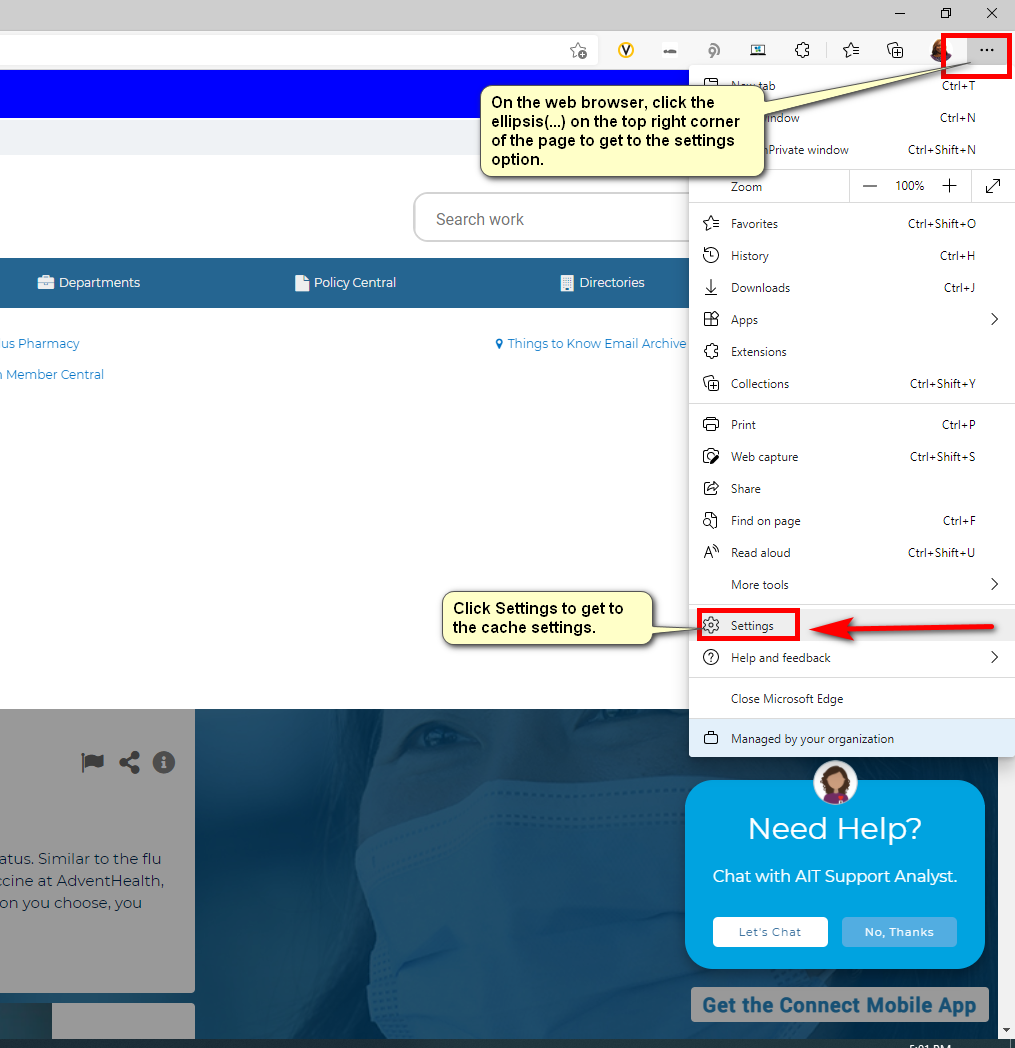 New tab
Ctrl+T
On the web browser, click the
ellipsis(...) on the top right corner
of the page to get to the settings
option.
indow
Ctrl+N
Private window
Ctrl+Shift+N
Zoom
100%
Search work
Favorites
Ctrl+Shift+O
History
Ctrl+H
Departments
Policy Central
Directories
Downloads
Ctrl+J
Apps
us Pharmacy
Things to Know Email Archive
Extensions
Member Central
Collections
Ctrl+Shift+Y
Print
Ctrl+P
Web capture
Ctrl+Shift+S
Share
Find on page
Ctrl+F
Read aloud
Ctrl+Shift+U
More tools
Click Settings to get to
the cache settings.
Settings
Help and feedback
Close Microsoft Edge
Managed by your organization
Need Help?
Chat with AIT Support Analyst.
Let's Chat
No, Thanks
atus. Similar to the flu
ccine at AdventHealth,
on you choose, you
Get the Connect Mobile App